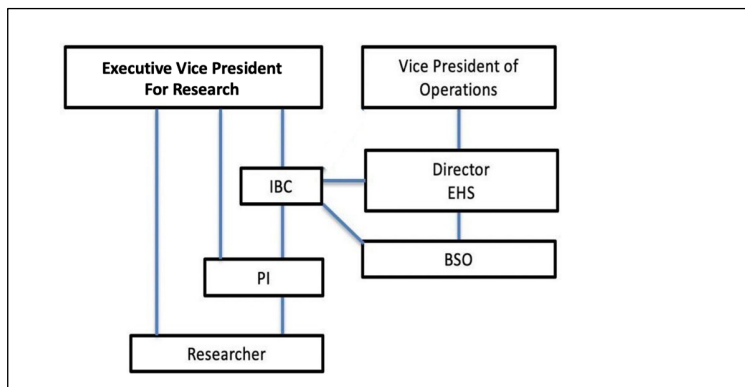 Executive Vice President
For Research
Vice President of
Operations
IBC
Director
EHS
BSO
PI
Researcher